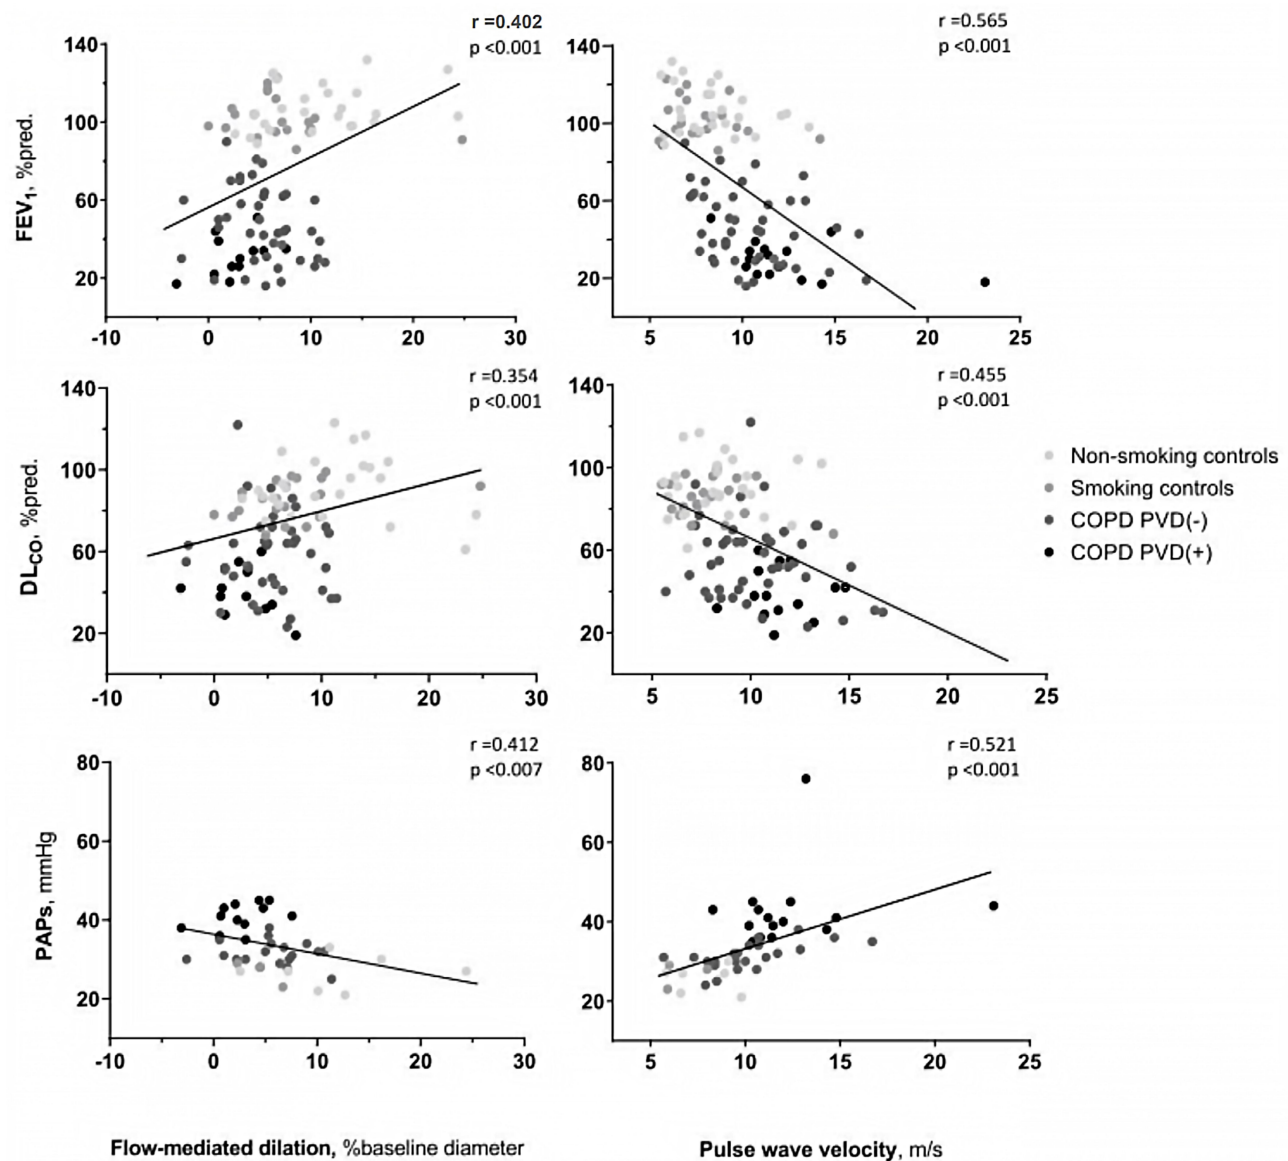 r =0.402
p <0.001
140
100
60
20
FEV1, %pred.
-10 0 10 20 30
r =0.565
p <0.001
140
100
60
20
5 10 15 20 25
r =0.354
p <0.001
140
100
60
20
DLCO, %pred.
-10 0 10 20 30
r =0.455
p <0.001
140
100
60
20
5 10 15 20 25
Non-smoking controls
Smoking controls
COPD PVD(-)
COPD PVD(+)
r =0.412
p <0.007
80
60
40
20
PAPs, mmHg
-10 0 10 20 30
r =0.521
p <0.001
80
60
40
20
5 10 15 20 25
Flow-mediated dilation, %baseline diameter
Pulse wave velocity, m/s